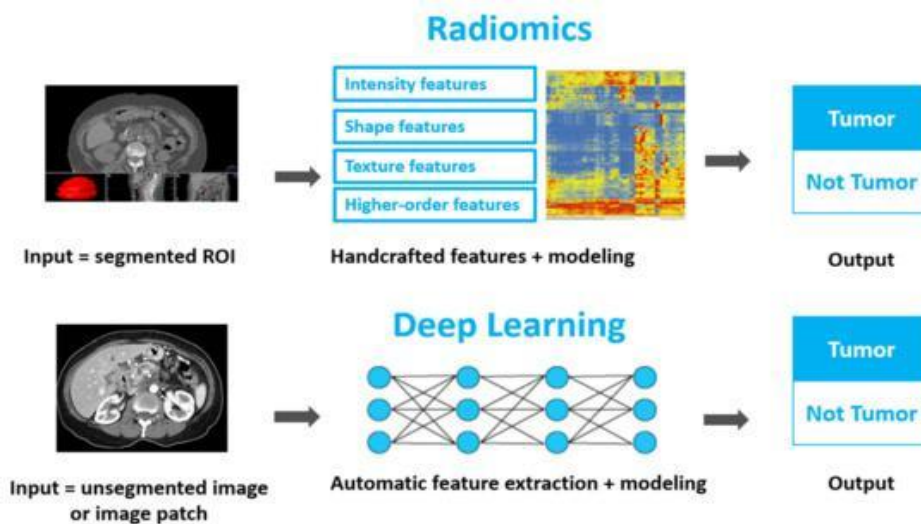 Radiomics
Intensity features
Shape features
Texture features
Higher-order features
Tumor
Not Tumor
Input = segmented ROI
Handcrafted features + modeling
Output
Deep Learning
Tumor
Not Tumor
Input = unsegmented image
or image patch
Automatic feature extraction + modeling
Output